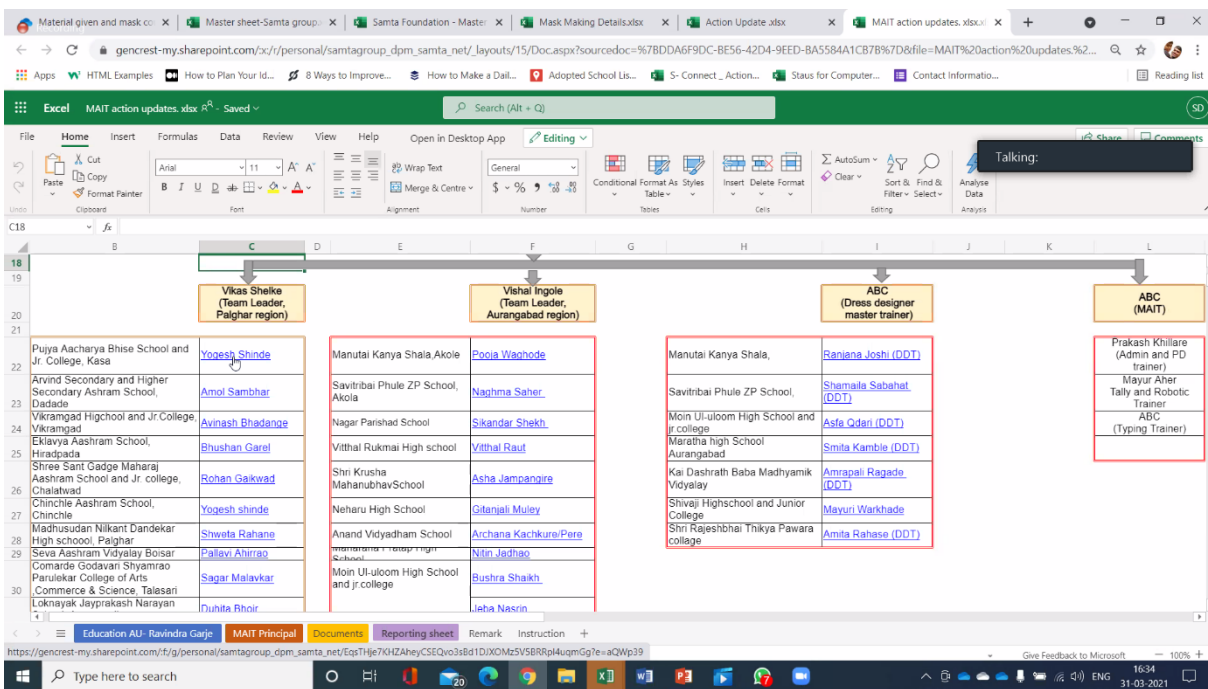 Material given and mask co
Master sheet-Samta group.
Samta Foundation - Master
Mask Making Details.xlsx
Action Update .xlsx
MAIT action updates. xlsx.xl
Recording
gencrest-my.sharepoint.com/:x:/r/personal/samtagroup_dpm_samta_net/_layouts/15/Doc.aspx?sourcedoc=%7BDDA6F9DC-BE56-42D4-9EED-BA5584A1CB7B%7D&file=MAIT%20action%20updates.%2...
Apps HTML Examples How to Plan Your Id... 8 Ways to Improve... How to Make a Dail... Adopted School Lis... S- Connect _ Action... Staus for Computer... Contact Informatio... Reading list
Excel MAIT action updates. xlsx - Saved Search (Alt + Q) SD
File Home Insert Formulas Data Review View Help Open in Desktop App Editing Share Comments
Talking:
Paste Cut Copy Format Painter
Arial 11 A A
B I U D ab A
Wrap Text
Merge & Centre
General
$ % 9
Conditional Format As Styles
Format Table
Insert Delete Format
AutoSum Clear
Sort & Find &
Filter Select
Analyse
Data
Undo Clipboard Font Alignment Number Tables Cells Editing Analysis
C18 fx
B C D E F G H I J K L
18
19
20
Vikas Shelke
(Team Leader,
Palghar region)
Vishal Ingole
(Team Leader,
Aurangabad region)
ABC
(Dress designer
master trainer)
ABC
(MAIT)
21
22
Pujya Aacharya Bhise School and
Jr. College, Kasa
Yogesh Shinde
Manutai Kanya Shala,Akole
Pooja Waghode
Manutai Kanya Shala,
Ranjana Joshi (DDT)
Prakash Khillare
(Admin and PD
trainer)
23
Arvind Secondary and Higher
Secondary Ashram School,
Dadade
Amol Sambhar
Savitribai Phule ZP School,
Akola
Naghma Saher
Savitribai Phule ZP School,
Shamaila Sabahat
(DDT)
Mayur Aher
Tally and Robotic
Trainer
24
Vikramgad Higchool and Jr.College,
Vikramgad
Avinash Bhadange
Nagar Parishad School
Sikandar Shekh
Moin Ul-uloom High School and
jr.college
Asfa Qdari (DDT)
ABC
(Typing Trainer)
25
Eklavya Aashram School,
Hiradpada
Bhushan Garel
Vitthal Rukmai High school
Vitthal Raut
Maratha high School
Aurangabad
Smita Kamble (DDT)
26
Shree Sant Gadge Maharaj
Aashram School and Jr. college,
Chalatwad
Rohan Gaikwad
Shri Krusha
MahanubhavSchool
Asha Jampangire
Kai Dashrath Baba Madhyamik
Vidyalay
Amrapali Ragade
(DDT)
27
Chinchle Aashram School,
Chinchle
Yogesh shinde
Neharu High School
Gitanjali Muley
Shivaji Highschool and Junior
College
Mayuri Warkhade
28
Madhusudan Nilkant Dandekar
High schoool, Palghar
Shweta Rahane
Anand Vidyadham School
Archana Kachkure/Pere
Shri Rajeshbhai Thikya Pawara
collage
Amita Rahase (DDT)
29
Seva Aashram Vidyalay Boisar
Pallavi Ahirrao
Maharana Pratap High
School
Nitin Jadhao
30
Comarde Godavari Shyamrao
Parulekar College of Arts
,Commerce & Science, Talasari
Sagar Malavkar
Moin Ul-uloom High School
and jr.college
Bushra Shaikh
Loknayak Jayprakash Narayan
Duhita Bhoir
Jeba Nasrin
Education AU- Ravindra Garje MAIT Principal Documents Reporting sheet Remark Instruction
https://gencrest-my.sharepoint.com/:f:/g/personal/samtagroup_dpm_samta_net/EqsTHje7KHZAheyCSEQvo3sBd1DJXOMz5V5BRRpl4uqmGg?e=aQWp39
Give Feedback to Microsoft 100%
Type here to search
20
7
ENG
16:34
31-03-2021